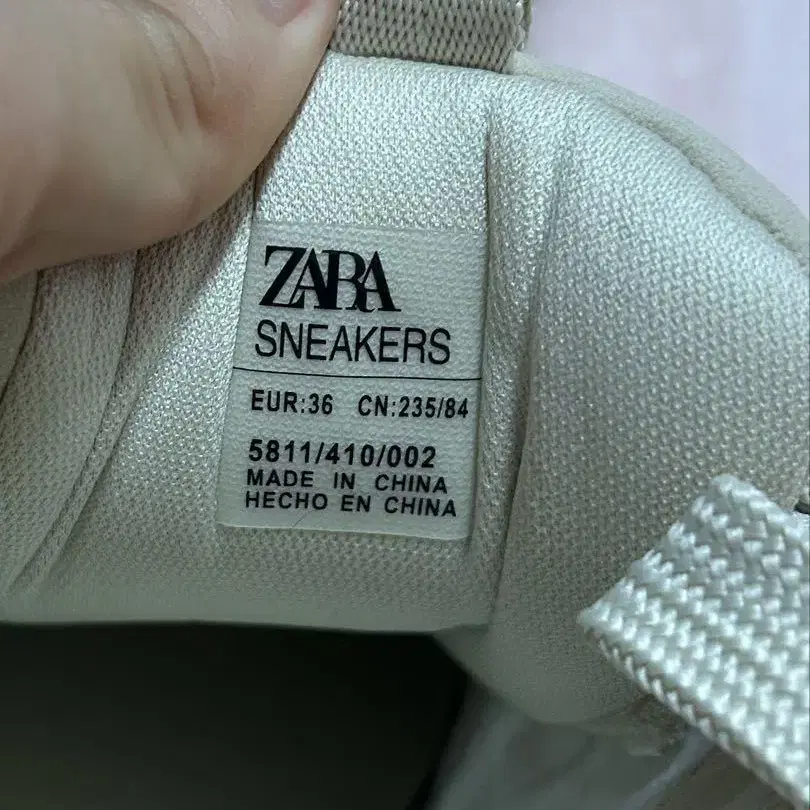 ZARA
SNEAKERS
EUR:36 CN:235/84
5811/410/002
MADE IN CHINA
HECHO EN CHINA